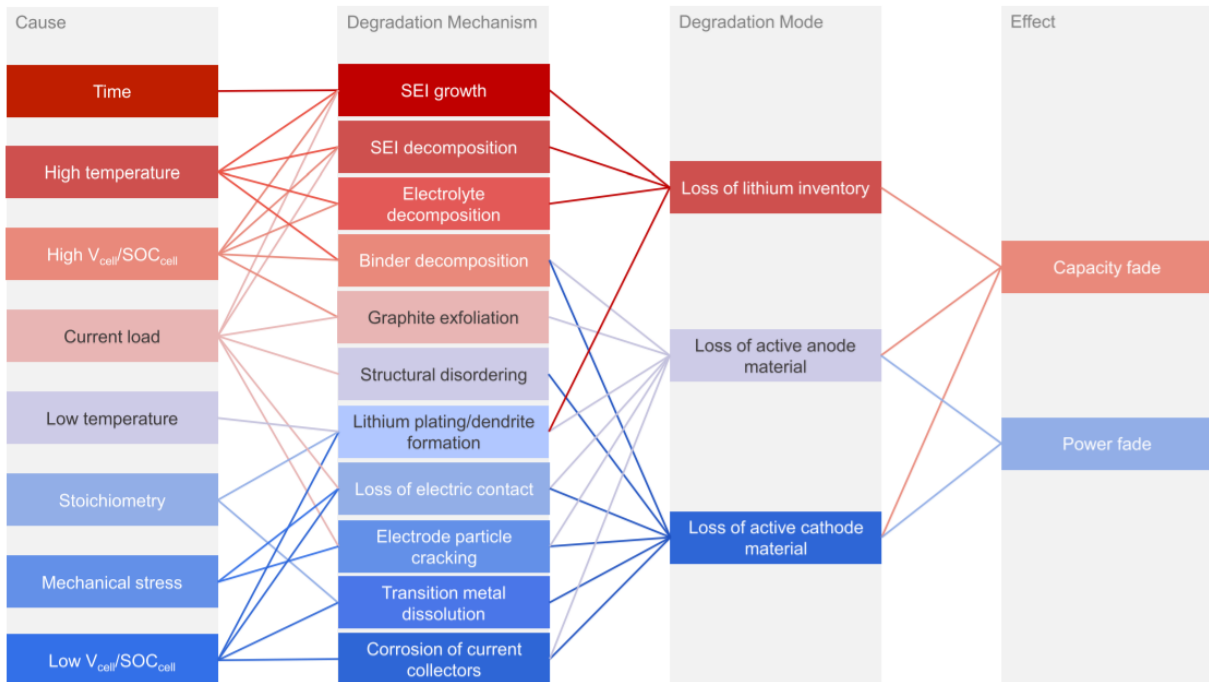 Cause
Degradation Mechanism
Degradation Mode
Effect
Time
High temperature
High Vcell/SOCcell
Current load
Low temperature
Stoichiometry
Mechanical stress
Low Vcell/SOCcell
SEI growth
SEI decomposition
Electrolyte
decomposition
Binder decomposition
Graphite exfoliation
Structural disordering
Lithium plating/dendrite
formation
Loss of electric contact
Electrode particle
cracking
Transition metal
dissolution
Corrosion of current
collectors
Loss of lithium inventory
Loss of active anode
material
Loss of active cathode
material
Capacity fade
Power fade